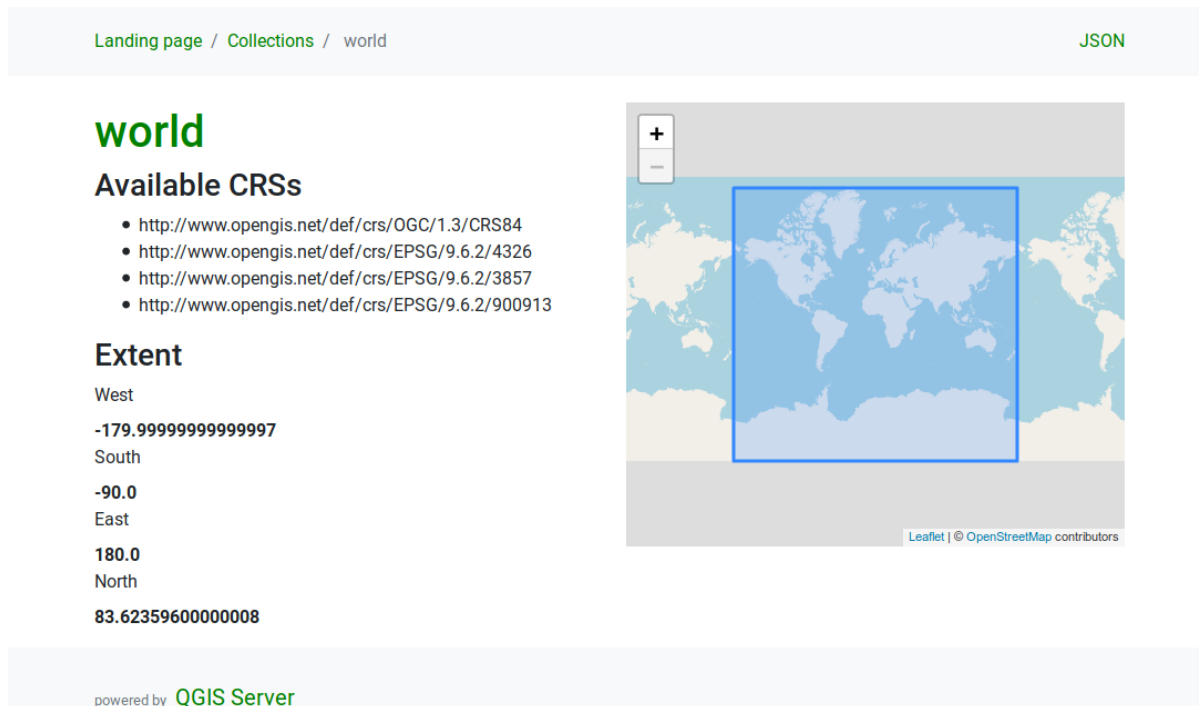 Landing page / Collections / world
JSON
world
Available CRSs
http://www.opengis.net/def/crs/OGC/1.3/CRS84
http://www.opengis.net/def/crs/EPSG/9.6.2/4326
http://www.opengis.net/def/crs/EPSG/9.6.2/3857
http://www.opengis.net/def/crs/EPSG/9.6.2/900913
Extent
West
-179.99999999999997
South
-90.0
East
180.0
North
83.62359600000008
+
−
Leaflet | © OpenStreetMap contributors
powered by QGIS Server